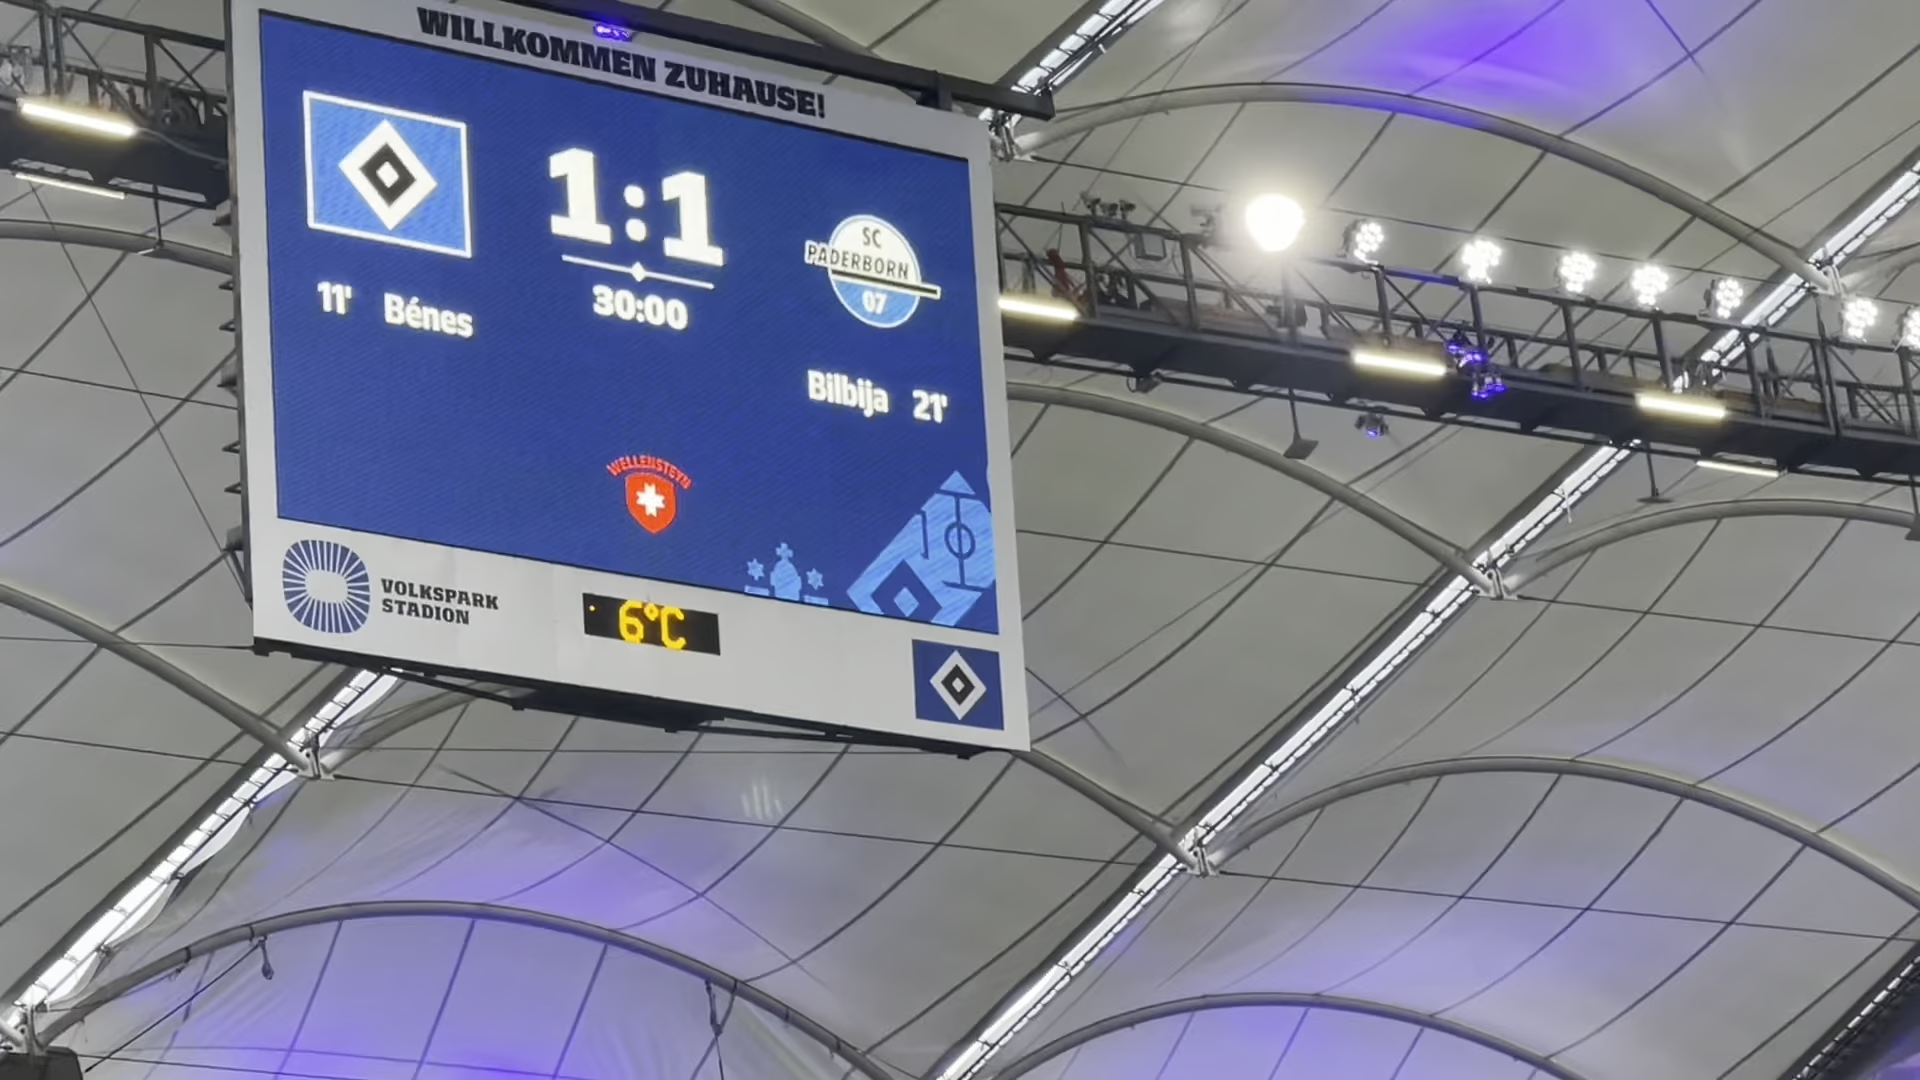 WILLKOMMEN ZUHAUSE!
1:1
SC
PADERBORN
07
11' Bénes
30:00
Bilbija 21'
WELLENSTEYN
VOLKSPARK
STADION
6°C